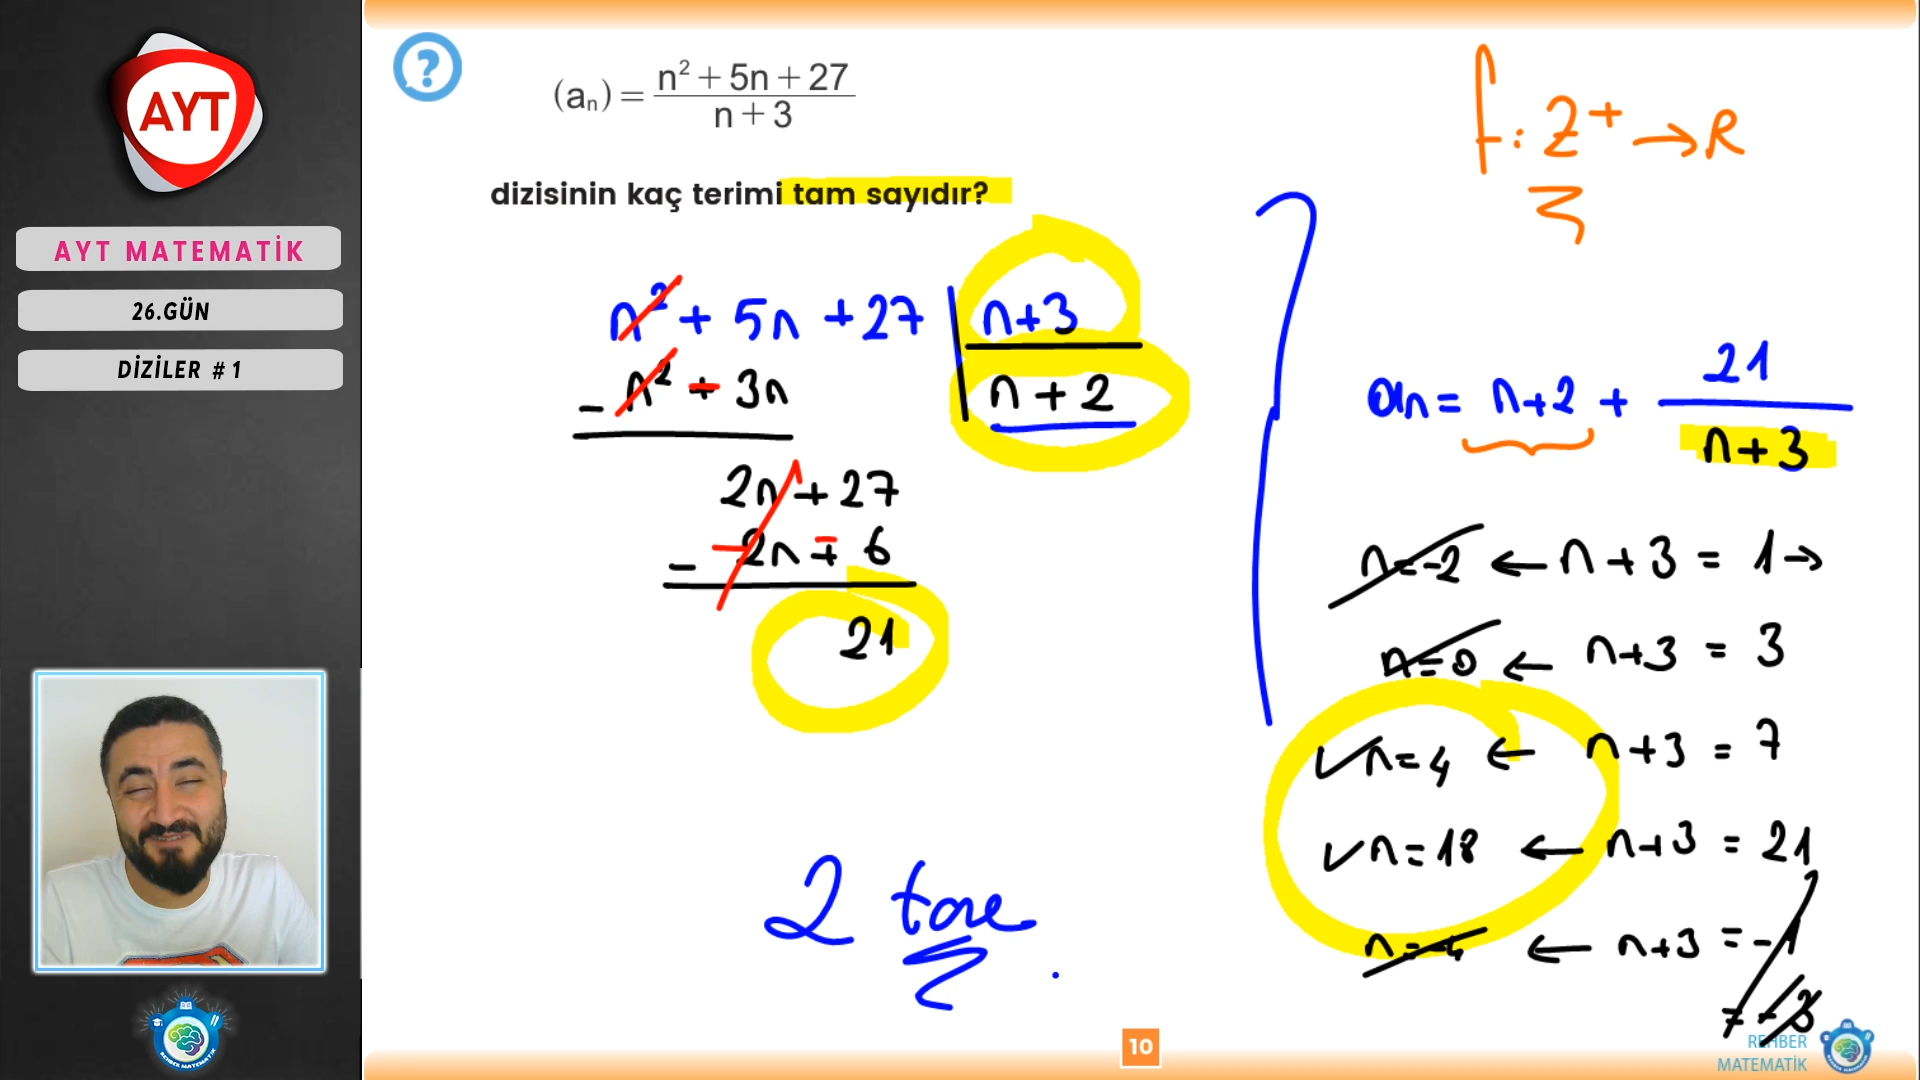 AYT
AYT MATEMATİK
26.GÜN
DİZİLER #1
?
(aₙ) = (n² + 5n + 27) / (n + 3)
dizisinin kaç terimi tam sayıdır?
f: Z⁺ → R
n² + 5n + 27 | n+3
- n² + 3n | n + 2
2n + 27
- 2n + 6
21
2 tane
aₙ = n+2 + 21 / (n+3)
n=-2 ← n + 3 = 1 →
n=0 ← n+3 = 3
✓ n=4 ← n+3 = 7
✓ n=18 ← n+3 = 21
n=-4 ← n+3 = -1
10
REHBER
MATEMATİK
REHBER MATEMATİK